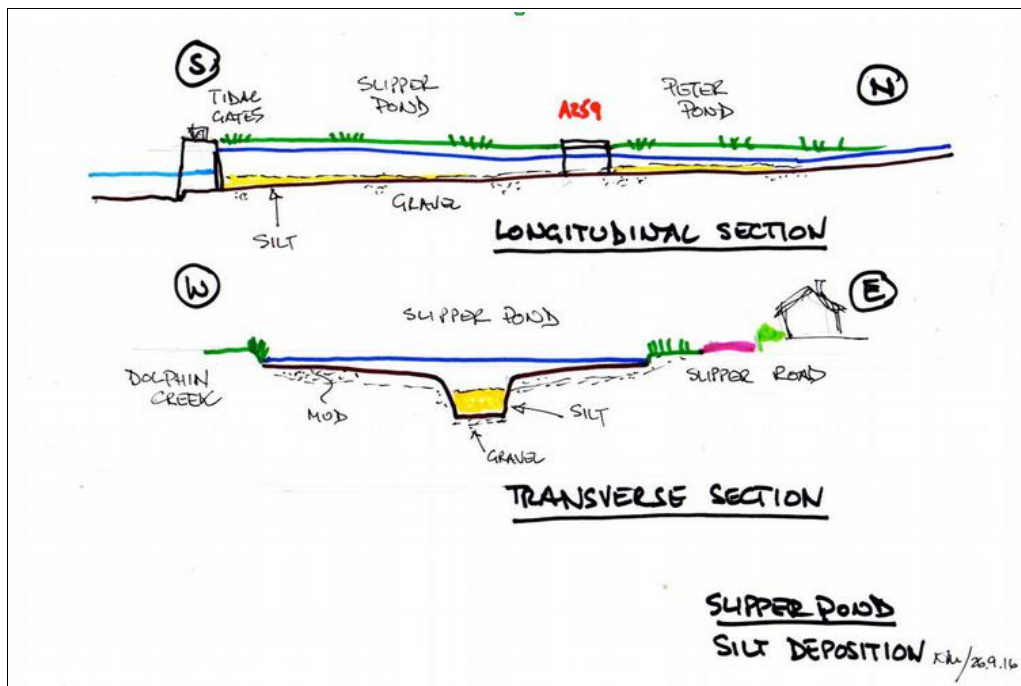 S
TIDAL
GATES
SLIPPER
POND
A259
PETER
POND
N
GRAVEL
SILT
LONGITUDINAL SECTION
W
SLIPPER POND
E
DOLPHIN
CREEK
MUD
SILT
SLIPPER ROAD
GRAVEL
TRANSVERSE SECTION
SLIPPER POND
SILT DEPOSITION
/26.9.16